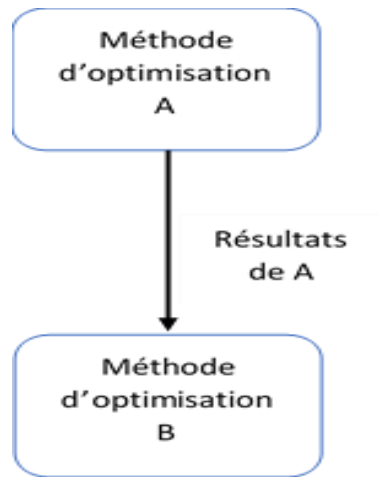 Méthode
d'optimisation
A
Résultats
de A
Méthode
d'optimisation
B